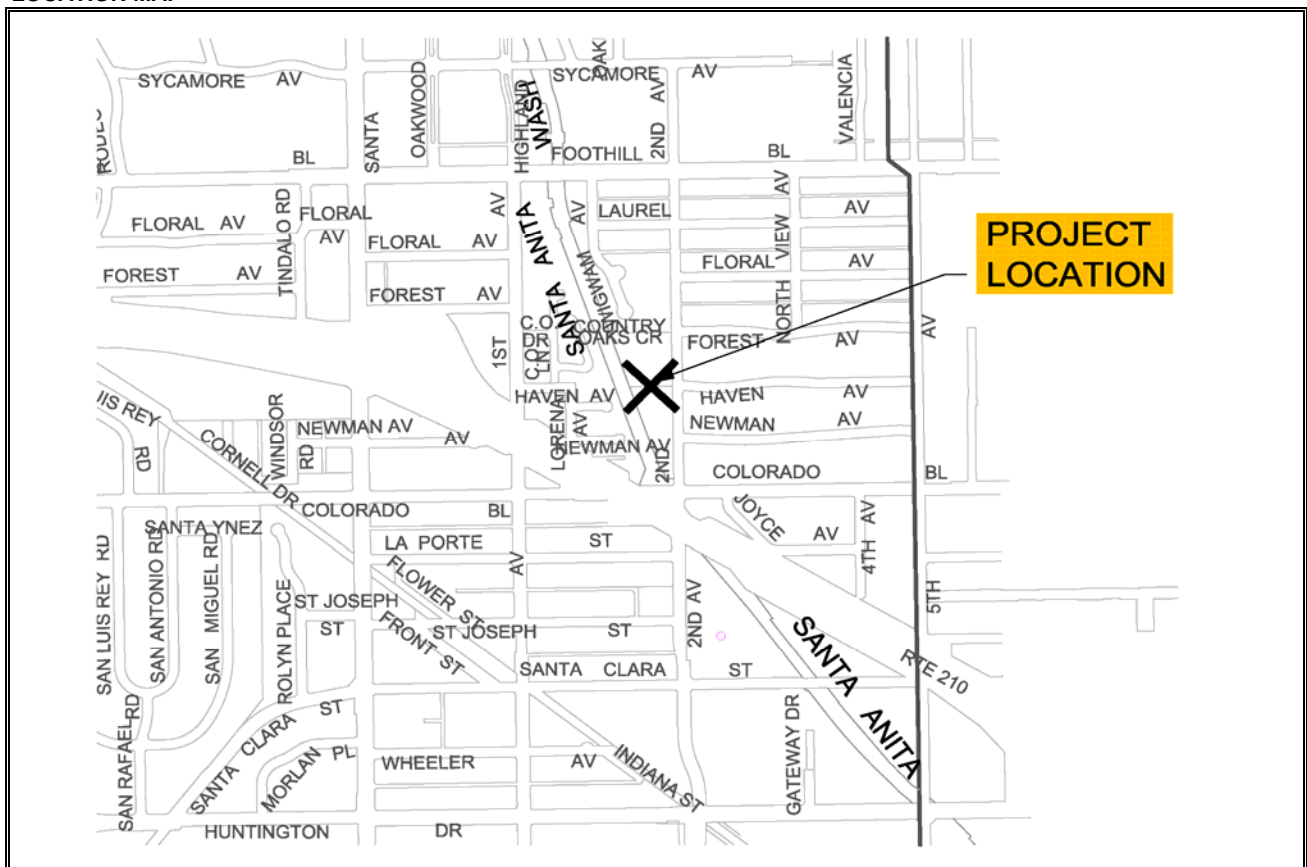 SYCAMORE AV
OAKWOOD
SANTA
HIGHLAND
WASH
OAK
SYCAMORE AV
2ND AV
VALENCIA
RODEO
BL
FOOTHILL
BL
FLORAL AV
TINDALO RD
FLORAL
AV
FLORAL AV
AV
SANTA ANITA
AV
WIGWAM
LAUREL AV
NORTH VIEW AV
FLORAL AV
PROJECT
LOCATION
FOREST AV
FOREST AV
1ST
C.O.
DR
C.O.
LN
COUNTRY
OAKS CR
FOREST AV
AV
HAVEN AV
HAVEN AV
LORENA
AV
NEWMAN AV
2ND
NEWMAN AV
IIS REY
RD
CORNELL DR
WINDSOR
RD
NEWMAN AV
AV
COLORADO BL
COLORADO BL
SANTA YNEZ
JOYCE
AV
4TH AV
LA PORTE ST
AV
SAN LUIS REY RD
SAN ANTONIO RD
SAN MIGUEL RD
ROLYN PLACE
FLOWER ST
ST JOSEPH
ST
FRONT ST
ST JOSEPH ST
2ND AV
5TH
SANTA CLARA ST
SANTA ANITA
RTE 210
SAN RAFAEL RD
SANTA CLARA ST
MORLAN PL
WHEELER AV
INDIANA ST
GATEWAY DR
HUNTINGTON DR